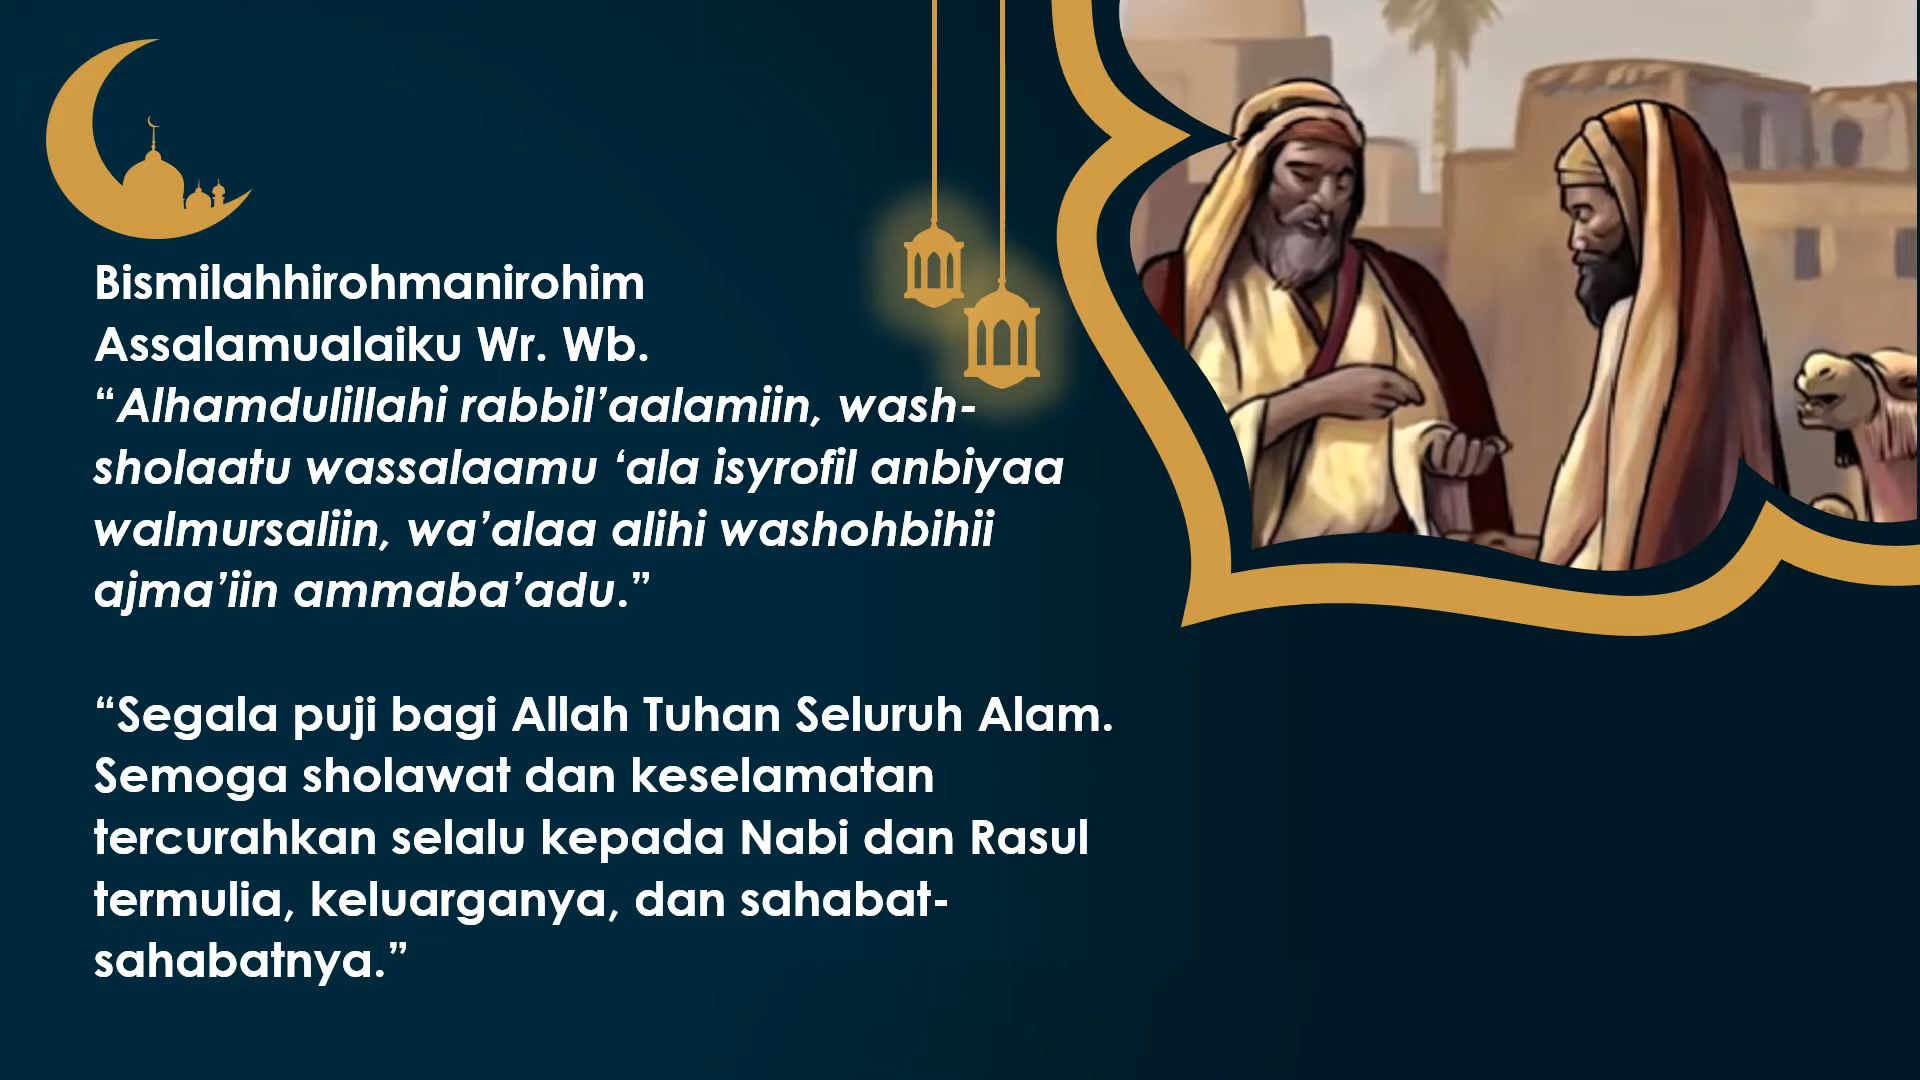 Bismilahhirohmanirohim
Assalamualaiku Wr. Wb.
“Alhamdulillahi rabbil’aalamiin, wash-
sholaatu wassalaamu ‘ala isyrofil anbiyaa
walmursaliin, wa’alaa alihi washohbihii
ajma’iin ammaba’adu.”
“Segala puji bagi Allah Tuhan Seluruh Alam.
Semoga sholawat dan keselamatan
tercurahkan selalu kepada Nabi dan Rasul
termulia, keluarganya, dan sahabat-
sahabatnya.”